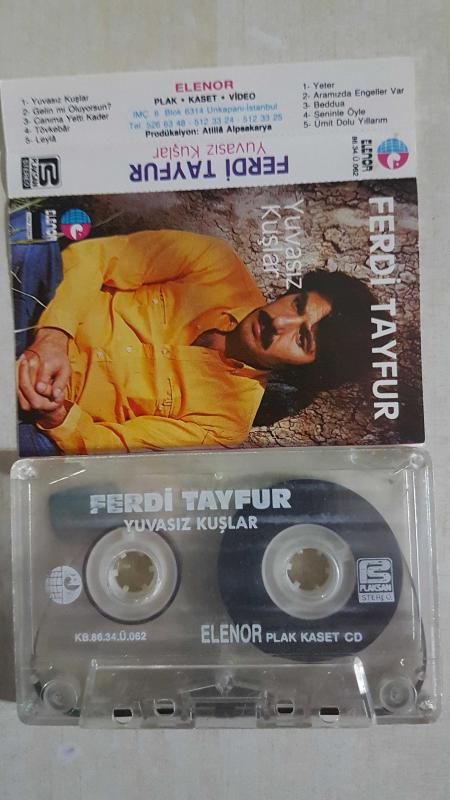 1- Yuvasız Kuşlar
2- Gelin mi Oluyorsun?
3- Canıma Yetti Kader
4- Tövkebâr
5- Leylâ
ELENOR
PLAK • KASET • VİDEO
İMÇ. 6. Blok 6314 Unkapanı-İstanbul
Tel: 526 63 48 - 512 33 24 - 512 33 25
Prodüksiyon: Atillâ Alpsakarya
1- Yeter
2- Aramızda Engeller Var
3- Beddua
4- Seninle Öyle
5- Ümit Dolu Yıllarım
PLAKSAN
STEREO
FERDİ TAYFUR
Yuvasız Kuşlar
ELENOR
86.34.Ü.062
ELENOR
Yuvasız
Kuşlar
FERDİ TAYFUR
FERDİ TAYFUR
YUVASIZ KUŞLAR
PLAKSAN
STEREO
KB.86.34.Ü.062
ELENOR PLAK KASET CD